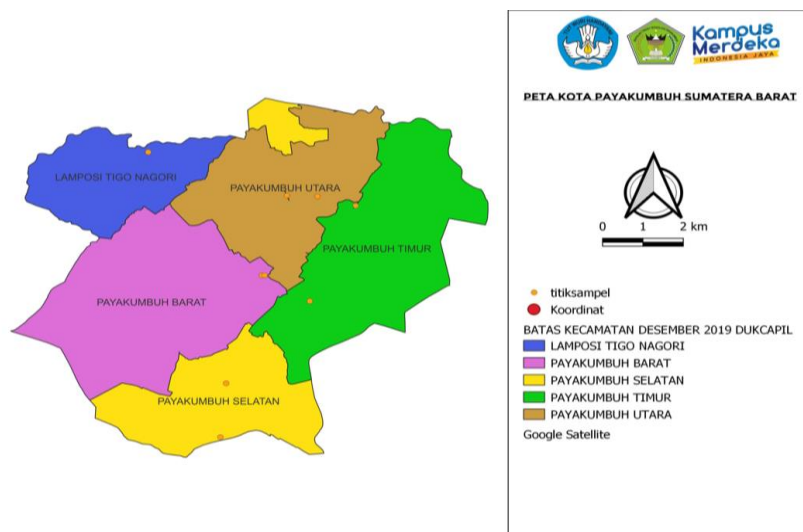 LAMPOSI TIGO NAGORI
PAYAKUMBUH UTARA
PAYAKUMBUH TIMUR
PAYAKUMBUH BARAT
PAYAKUMBUH SELATAN
Kampus
Merdeka
INDONESIA JAYA
PETA KOTA PAYAKUMBUH SUMATERA BARAT
0 1 2 km
titiksampel
Koordinat
BATAS KECAMATAN DESEMBER 2019 DUKCAPIL
LAMPOSI TIGO NAGORI
PAYAKUMBUH BARAT
PAYAKUMBUH SELATAN
PAYAKUMBUH TIMUR
PAYAKUMBUH UTARA
Google Satellite